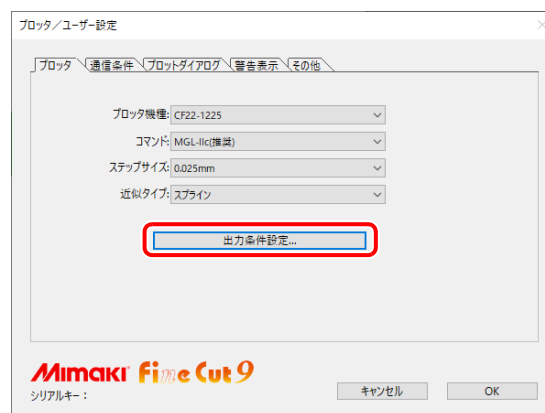 プロッタ／ユーザー設定
プロッタ 通信条件 プロットダイアログ 警告表示 その他
プロッタ機種: CF22-1225
コマンド: MGL-IIc(推奨)
ステップサイズ: 0.025mm
近似タイプ: スプライン
出力条件設定...
Mimaki Fine Cut 9
シリアルキー：
キャンセル OK